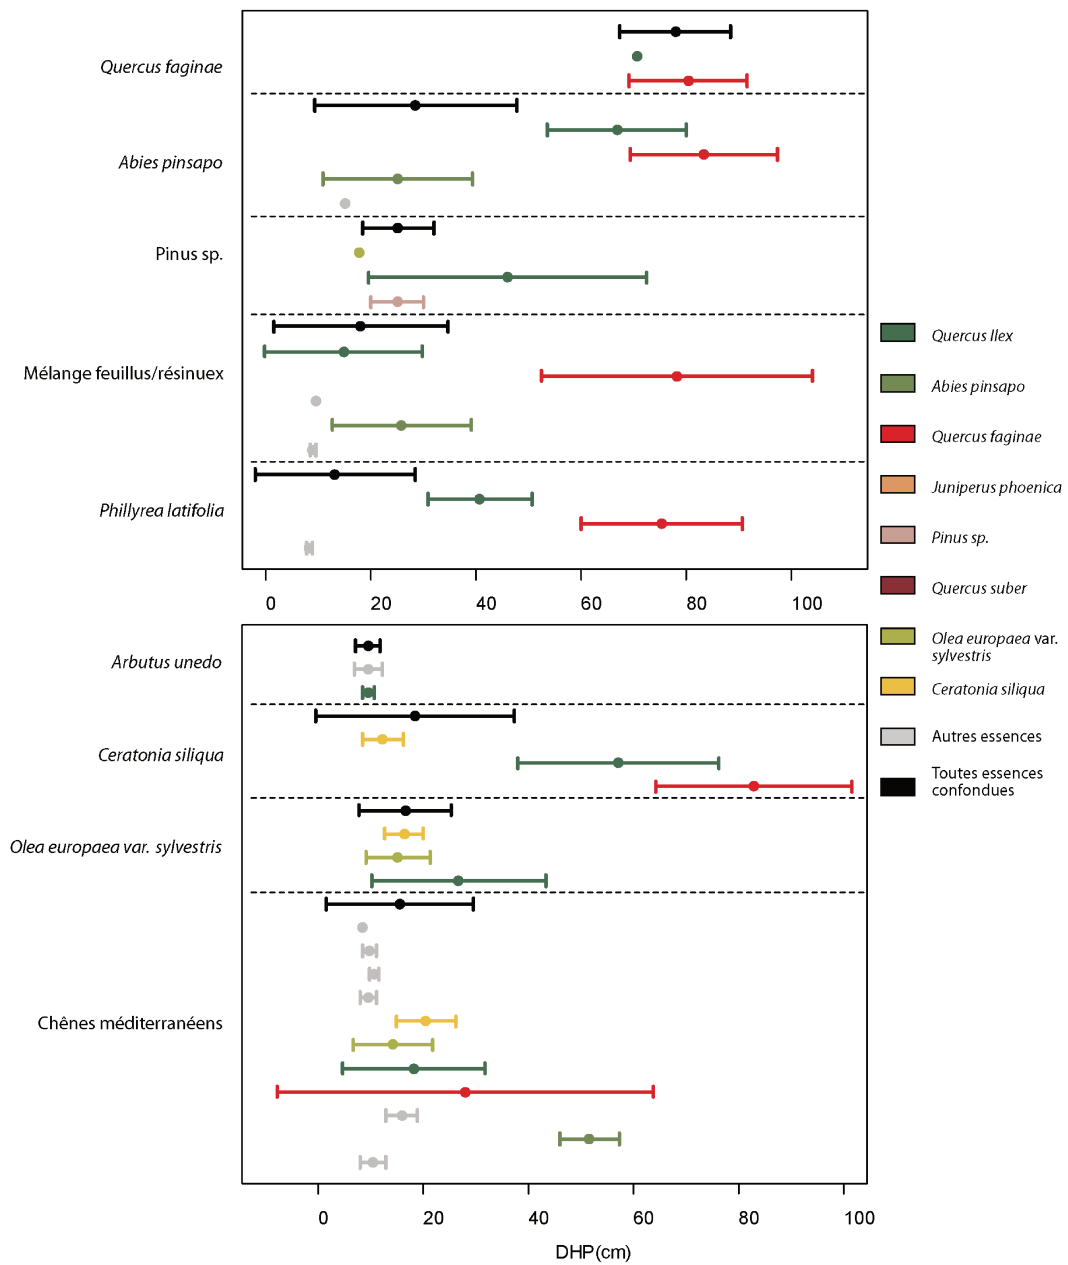 Quercus faginae
Abies pinsapo
Pinus sp.
Mélange feuillus/résinuex
Phillyrea latifolia
0 20 40 60 80 100
Arbutus unedo
Ceratonia siliqua
Olea europaea var. sylvestris
Chênes méditerranéens
0 20 40 60 80 100
DHP(cm)
Quercus Ilex
Abies pinsapo
Quercus faginae
Juniperus phoenica
Pinus sp.
Quercus suber
Olea europaea var.
sylvestris
Ceratonia siliqua
Autres essences
Toutes essences
confondues